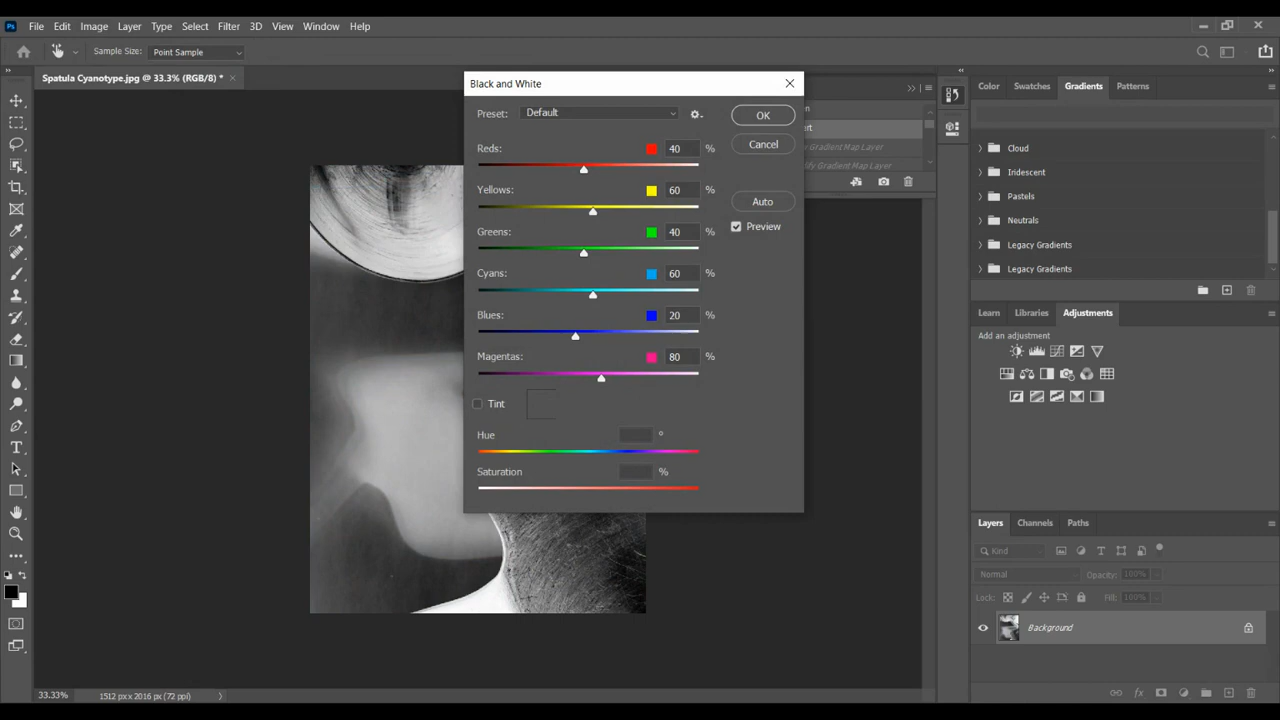 Ps File Edit Image Layer Type Select Filter 3D View Window Help
Sample Size: Point Sample
Spatula Cyanotype.jpg @ 33.3% (RGB/8) *
Black and White
Preset: Default
OK
Cancel
Auto
Preview
Reds: 40 %
Yellows: 60 %
Greens: 40 %
Cyans: 60 %
Blues: 20 %
Magentas: 80 %
Tint
Hue °
Saturation %
Gradient Map Layer
Gradient Map Layer
Color Swatches Gradients Patterns
Cloud
Iridescent
Pastels
Neutrals
Legacy Gradients
Legacy Gradients
Learn Libraries Adjustments
Add an adjustment
Layers Channels Paths
Kind
Normal Opacity: 100%
Lock: Fill: 100%
Background
33.33% 1512 px x 2016 px (72 ppi)